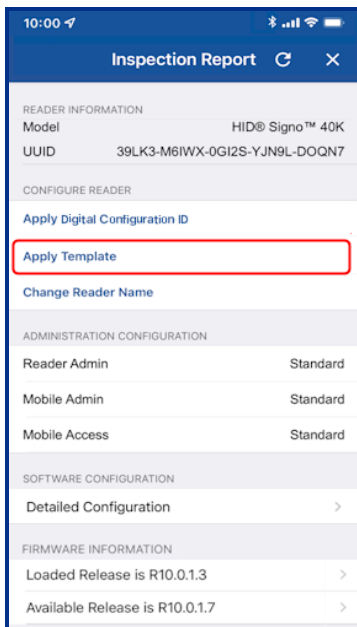 10:00
Inspection Report
READER INFORMATION
Model HID® Signo™ 40K
UUID 39LK3-M6IWX-0GI2S-YJN9L-DOQN7
CONFIGURE READER
Apply Digital Configuration ID
Apply Template
Change Reader Name
ADMINISTRATION CONFIGURATION
Reader Admin Standard
Mobile Admin Standard
Mobile Access Standard
SOFTWARE CONFIGURATION
Detailed Configuration
FIRMWARE INFORMATION
Loaded Release is R10.0.1.3
Available Release is R10.0.1.7